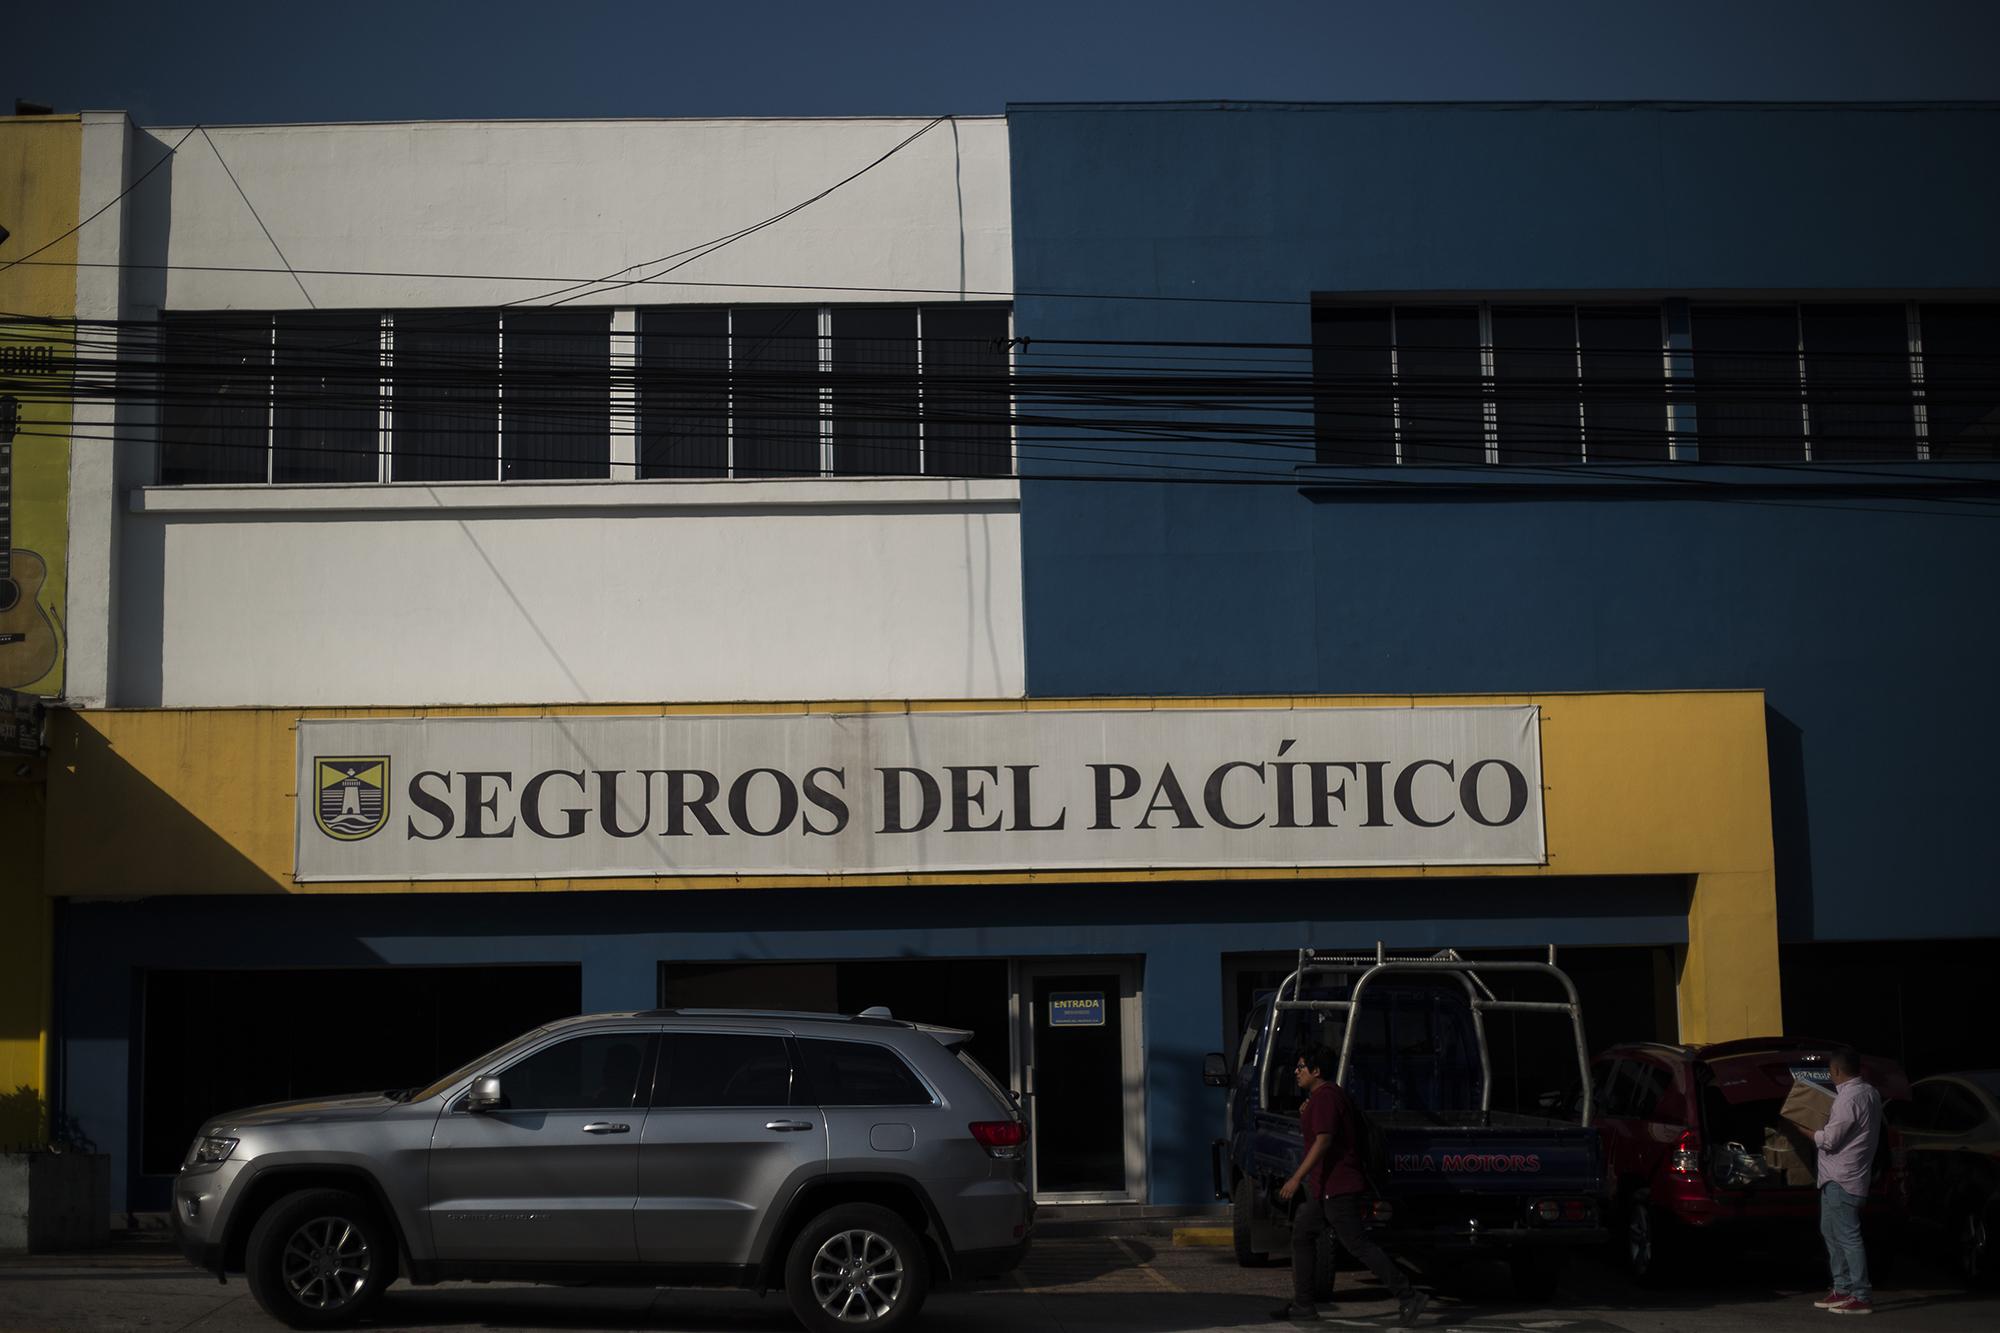 SEGUROS DEL PACÍFICO
ENTRADA
KIA MOTORS